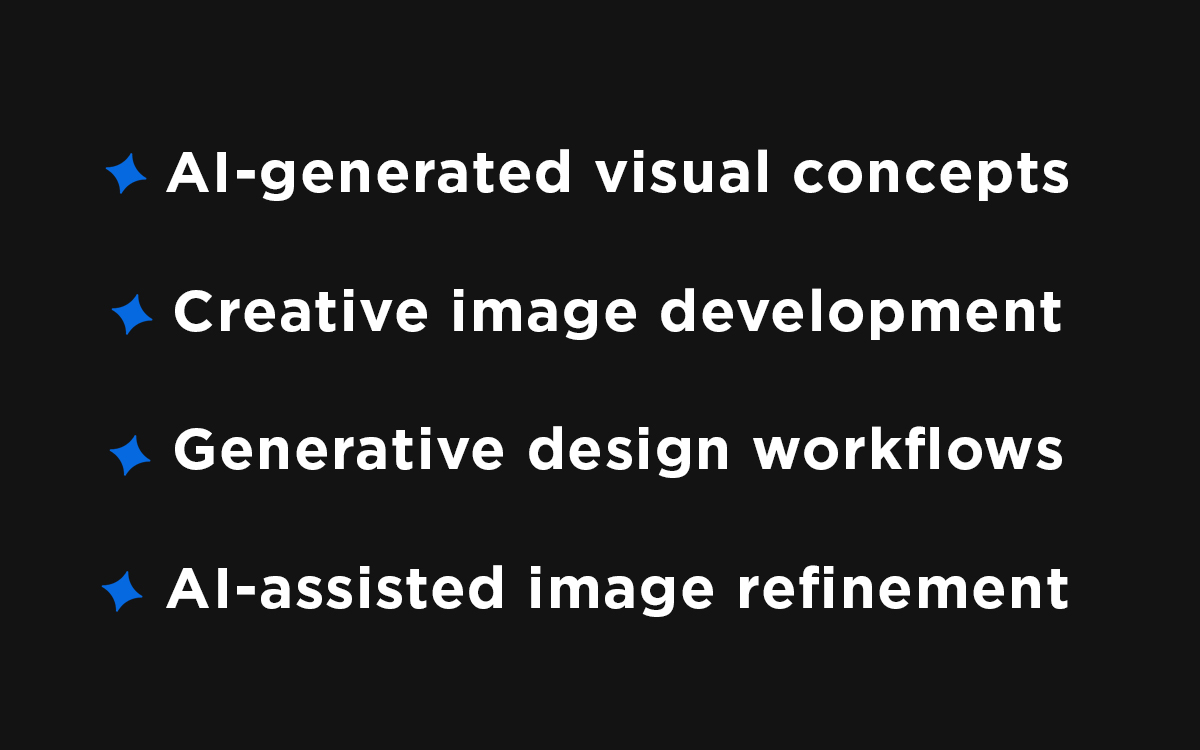 AI-generated visual concepts
Creative image development
Generative design workflows
AI-assisted image refinement